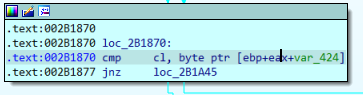 .text:002B1870
.text:002B1870 loc_2B1870:
.text:002B1870 cmp cl, byte ptr [ebp+eax+var_424]
.text:002B1877 jnz loc_2B1A45